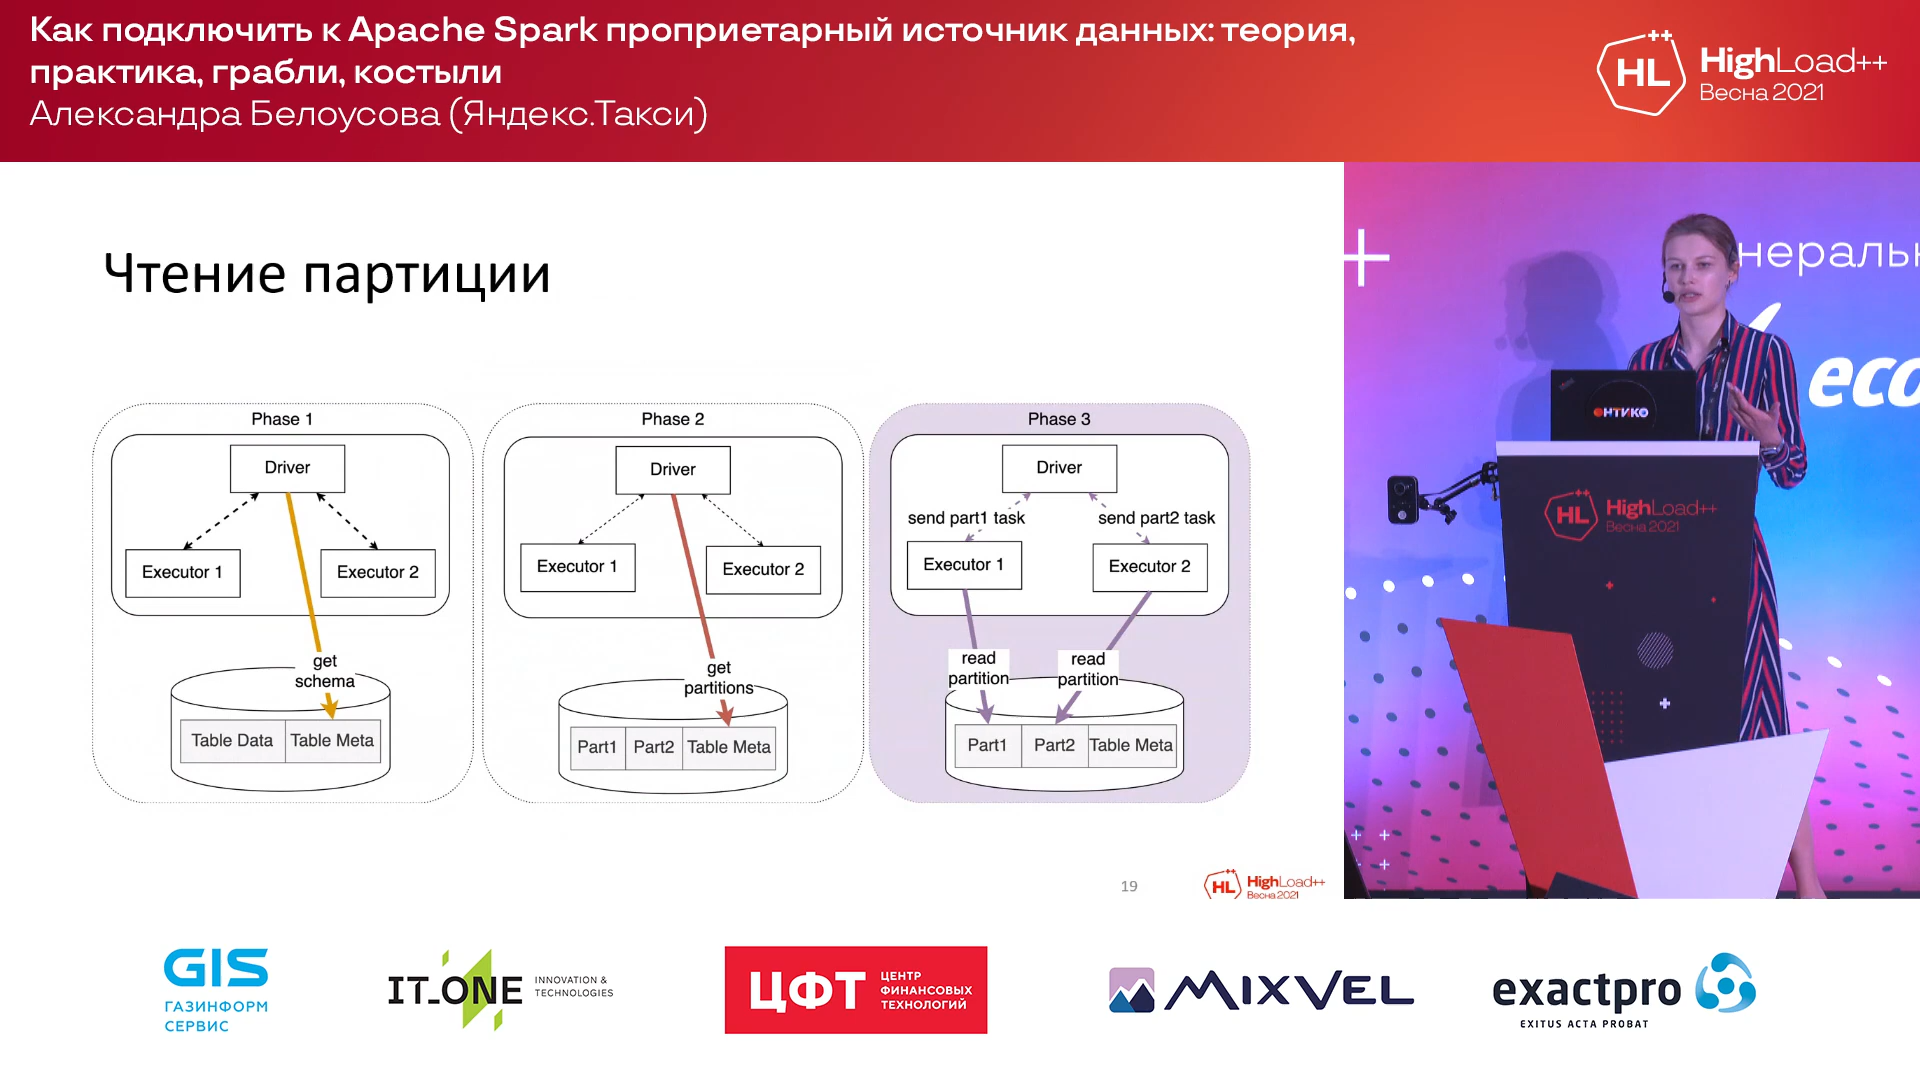 Как подключить к Apache Spark проприетарный источник данных: теория,
практика, грабли, костыли
Александра Белоусова (Яндекс.Такси)
HL
HighLoad++
Весна 2021
Чтение партиции
Phase 1
Driver
Executor 1
Executor 2
get
schema
Table Data
Table Meta
Phase 2
Driver
Executor 1
Executor 2
get
partitions
Part1
Part2
Table Meta
Phase 3
Driver
send part1 task
send part2 task
Executor 1
Executor 2
read
partition
read
partition
Part1
Part2
Table Meta
19
HL
HighLoad++
Весна 2021
неральн
eco
ОНТИКО
HL
HighLoad++
Весна 2021
GIS
ГАЗИНФОРМ
СЕРВИС
IT_ONE
INNOVATION &
TECHNOLOGIES
ЦФТ
ЦЕНТР
ФИНАНСОВЫХ
ТЕХНОЛОГИЙ
MIXVEL
exactpro
EXITUS ACTA PROBAT